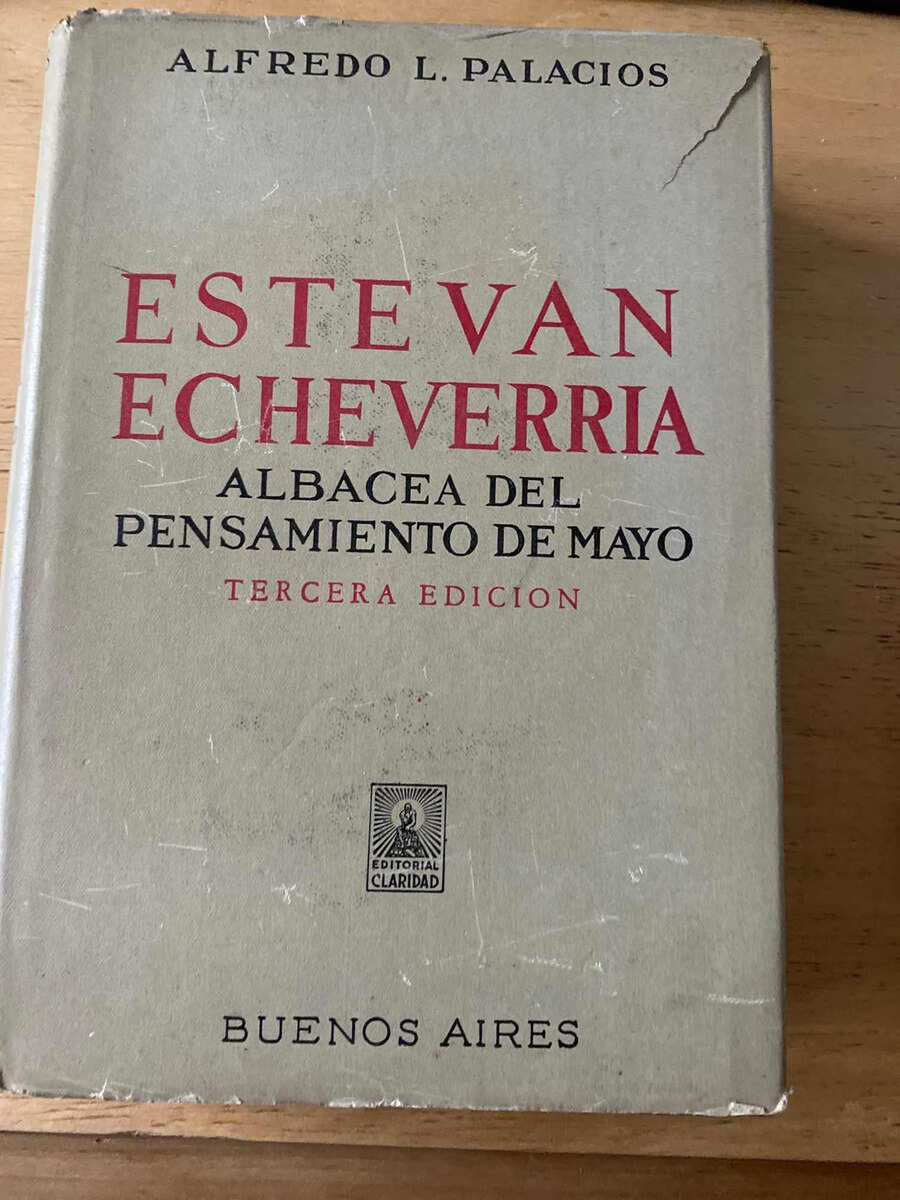 ALFREDO L. PALACIOS
ESTEVAN
ECHEVERRIA
ALBACEA DEL
PENSAMIENTO DE MAYO
TERCERA EDICION
EDITORIAL
CLARIDAD
BUENOS AIRES